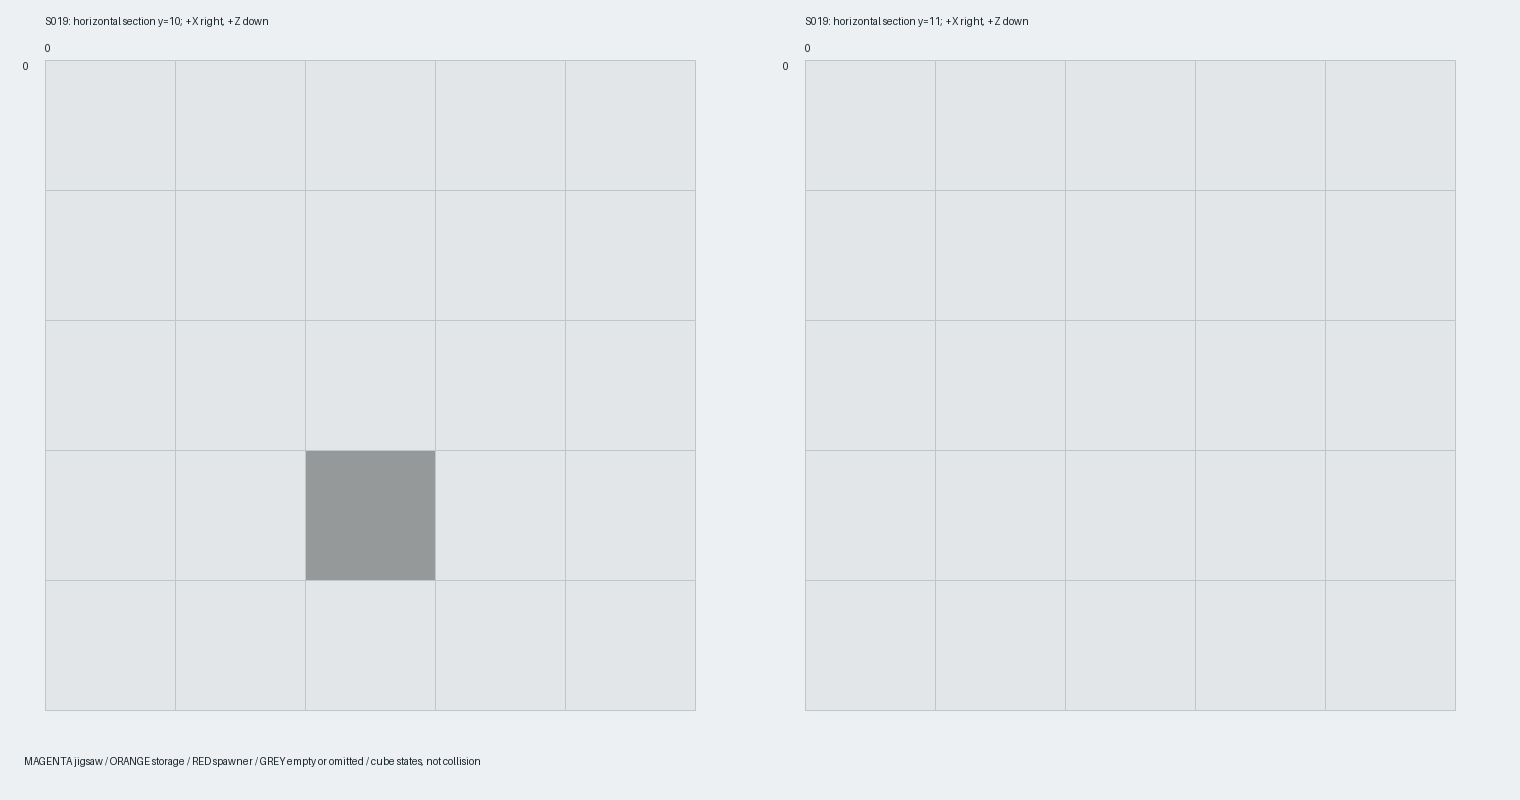 S019: horizontal section y=10; +X right, +Z down
S019: horizontal section y=11; +X right, +Z down
0
0
0
0
MAGENTA jigsaw / ORANGE storage / RED spawner / GREY empty or omitted / cube states, not collision